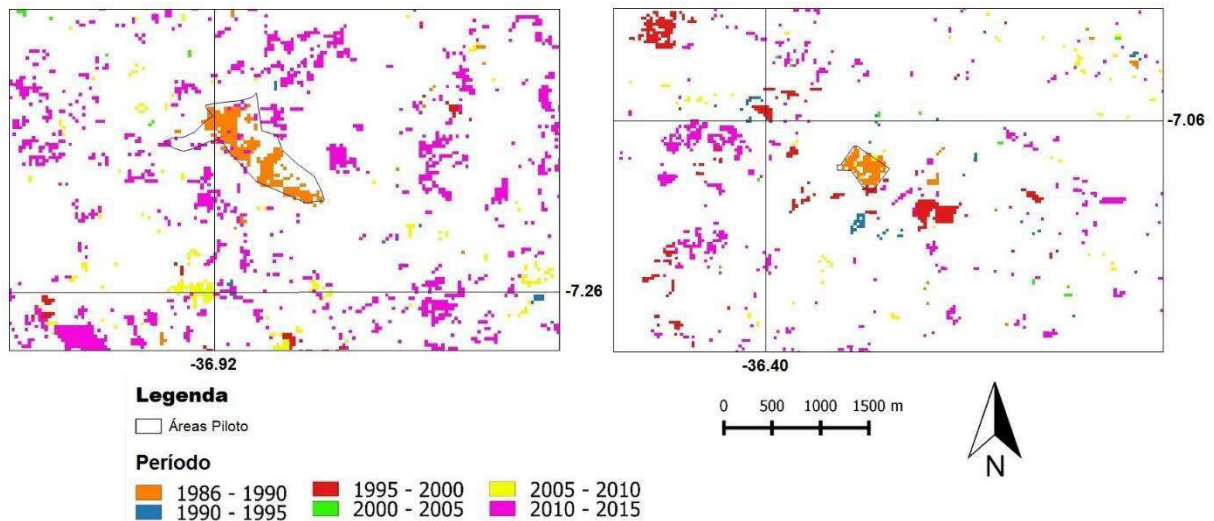 -7.06
-7.26
-36.92
-36.40
Legenda
Áreas Piloto
0 500 1000 1500 m
N
Período
1986 - 1990
1995 - 2000
2005 - 2010
1990 - 1995
2000 - 2005
2010 - 2015